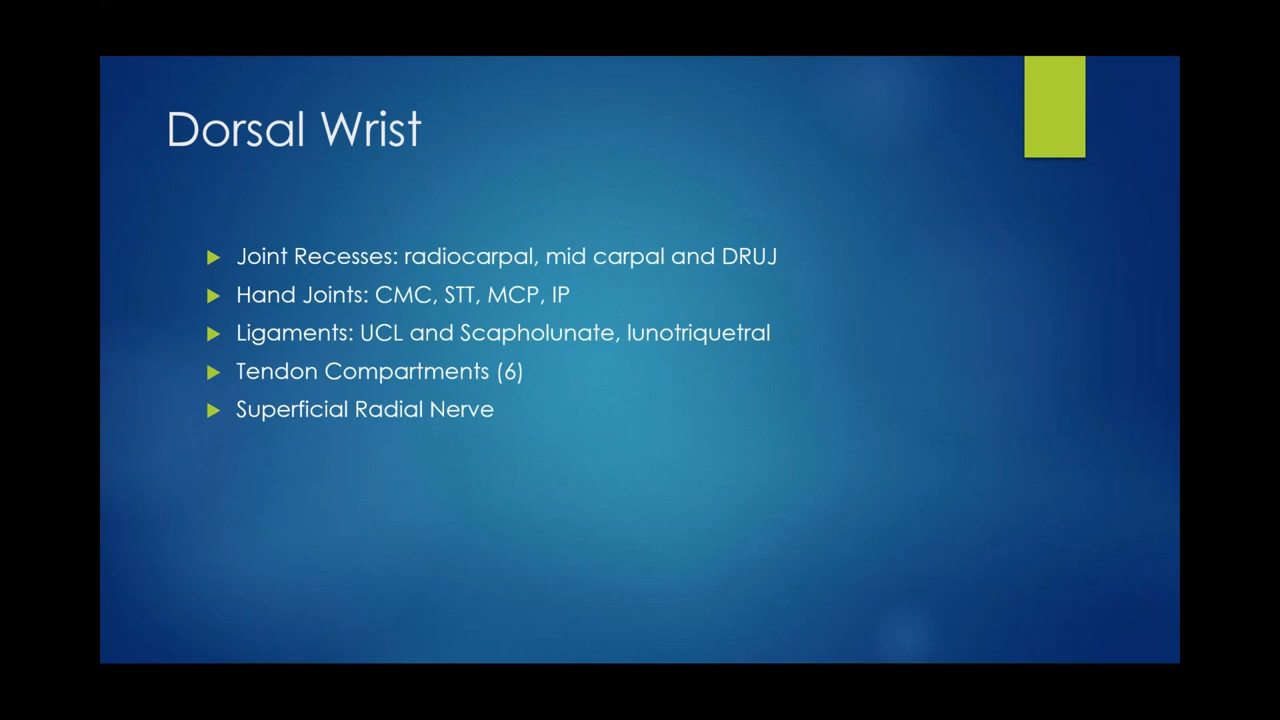 Dorsal Wrist
Joint Recesses: radiocarpal, mid carpal and DRUJ
Hand Joints: CMC, STT, MCP, IP
Ligaments: UCL and Scapholunate, lunotriquetral
Tendon Compartments (6)
Superficial Radial Nerve